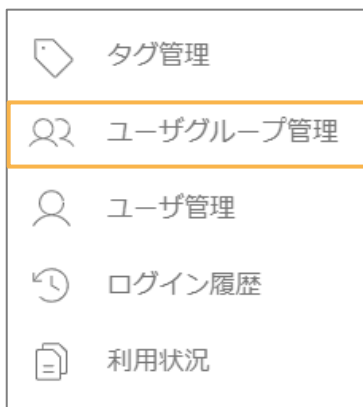 タグ管理
ユーザグループ管理
ユーザ管理
ログイン履歴
利用状況